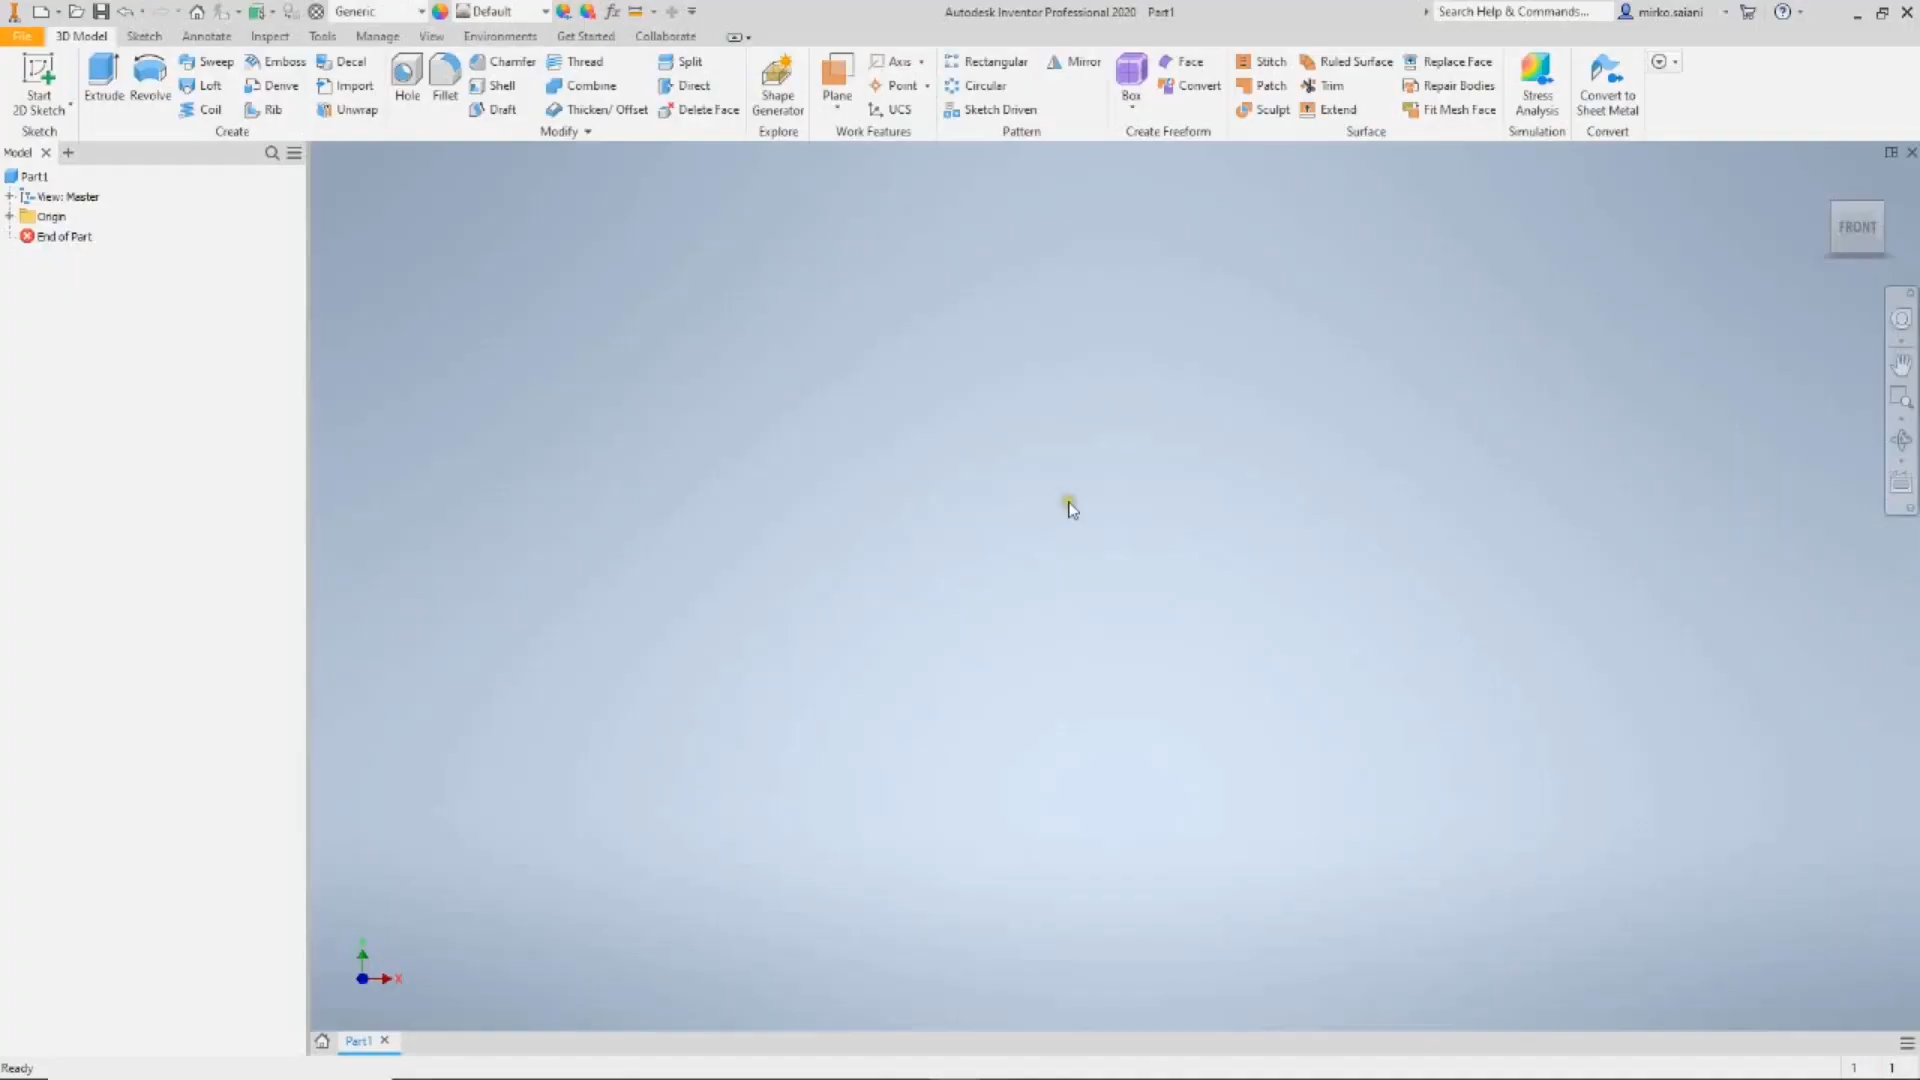 Generic Default Autodesk Inventor Professional 2020 Part1 Search Help & Commands... mirko.saiani
File 3D Model Sketch Annotate Inspect Tools Manage View Environments Get Started Collaborate
Start 2D Sketch
Sketch
Extrude Revolve
Sweep Emboss Decal
Loft Derive Import
Coil Rib Unwrap
Create
Hole Fillet
Chamfer Thread Split
Shell Combine Direct
Draft Thicken/ Offset Delete Face
Modify
Shape Generator
Explore
Plane
Axis
Point
UCS
Work Features
Rectangular Mirror
Circular
Sketch Driven
Pattern
Box
Face
Convert
Create Freeform
Stitch Ruled Surface Replace Face
Patch Trim Repair Bodies
Sculpt Extend Fit Mesh Face
Surface
Stress Analysis
Simulation
Convert to Sheet Metal
Convert
Model
Part1
View: Master
Origin
End of Part
FRONT
X
Part1
Ready 1 1